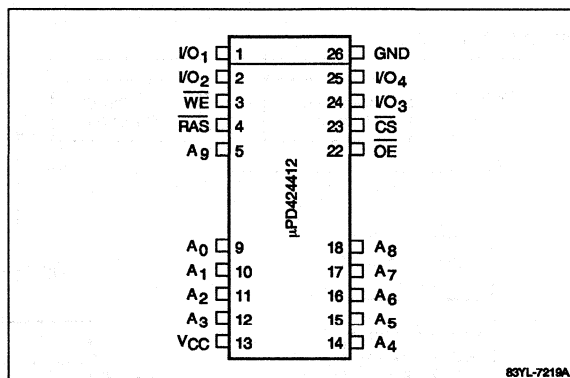 I/O1 1 26 GND
I/O2 2 25 I/O4
WE 3 24 I/O3
RAS 4 23 CS
A9 5 22 OE
μPD424412
A0 9 18 A8
A1 10 17 A7
A2 11 16 A6
A3 12 15 A5
VCC 13 14 A4
83YL-7219A